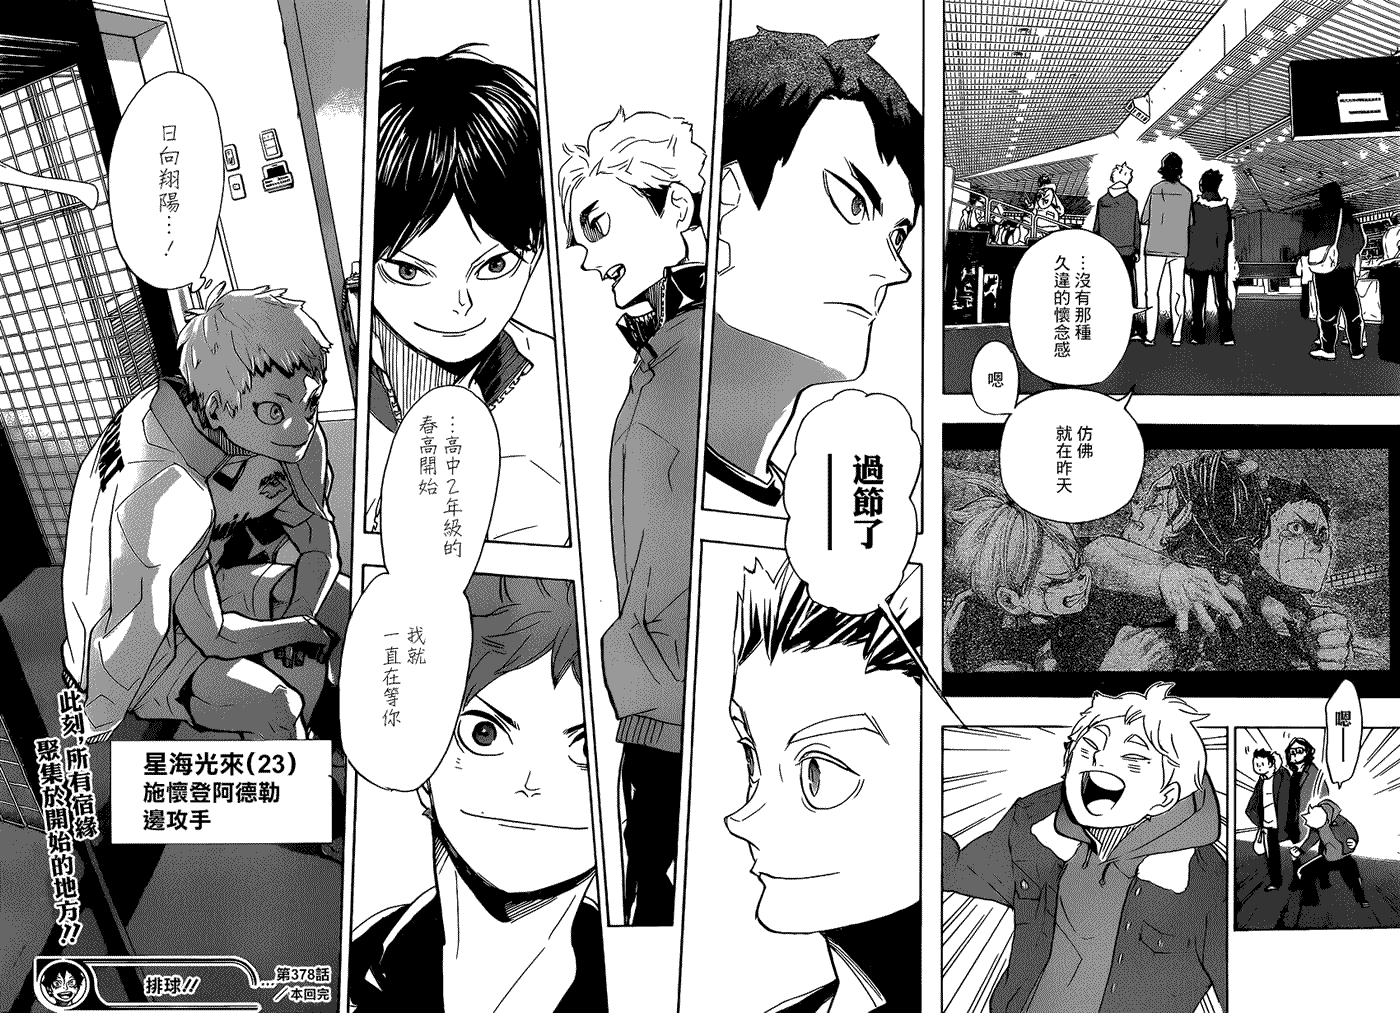 …沒有那種
久違的懷念感
嗯
仿佛
就在昨天
嗯——
過節了——
…高中2年級的
春高開始
我就
一直在等你
日向翔陽…!
星海光來(23)
施懷登阿德勒
邊攻手
此刻,所有宿緣
聚集於開始的地方!!
排球!!
…第378話
／本回完